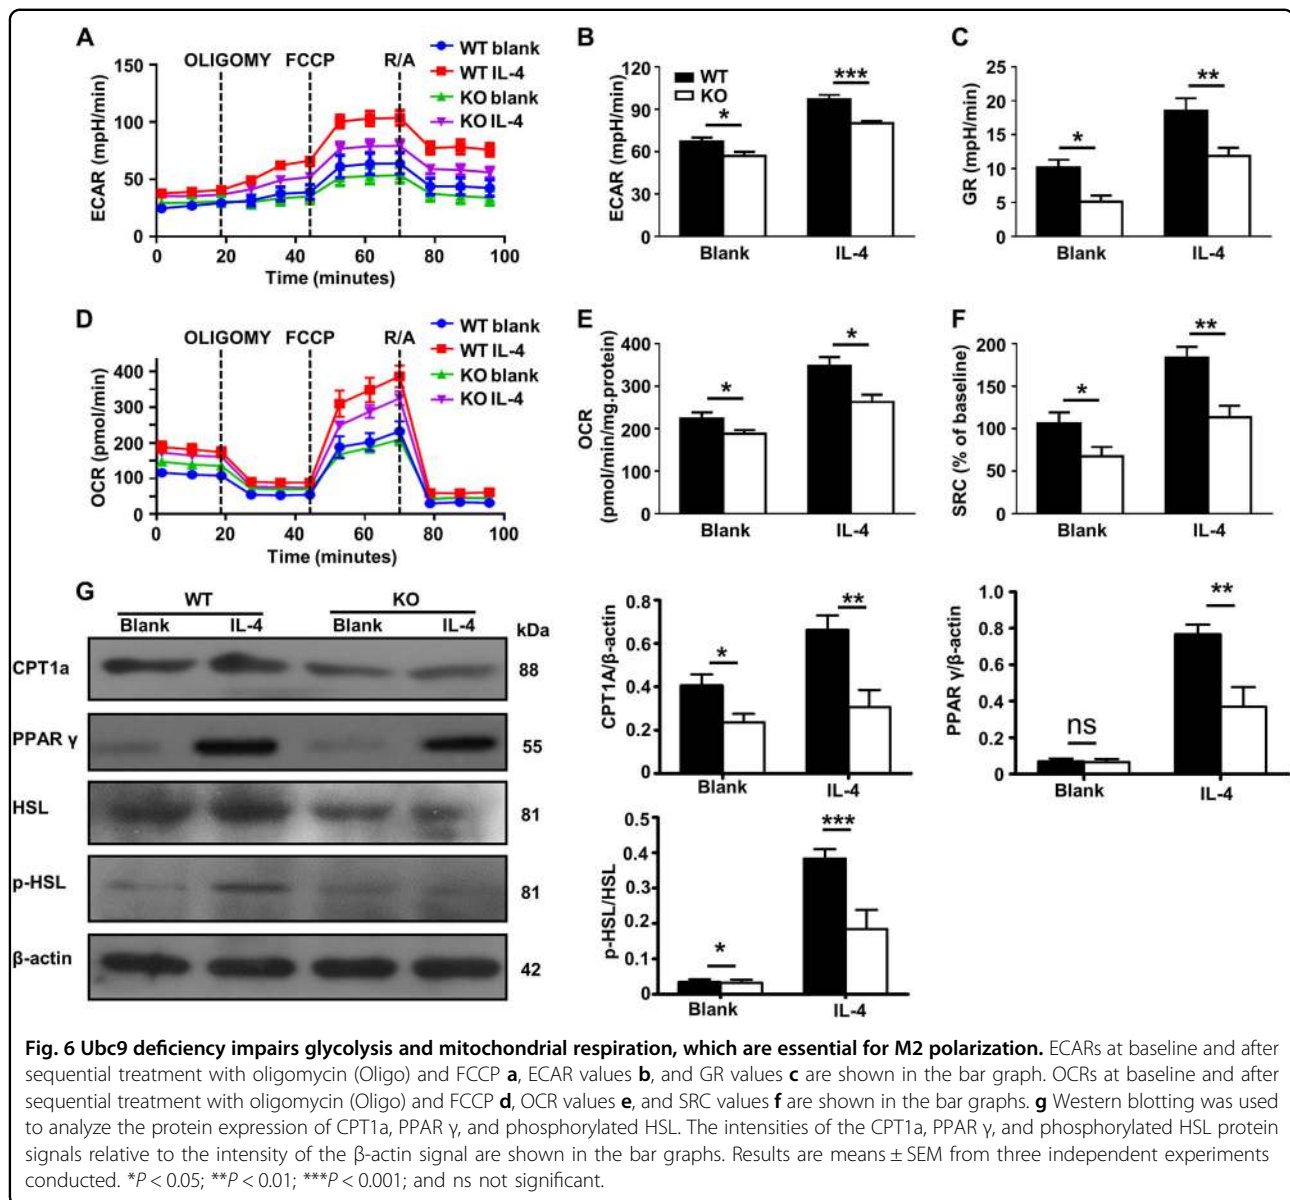 A
OLIGOMY FCCP R/A
WT blank
WT IL-4
KO blank
KO IL-4
ECAR (mpH/min)
150
100
50
0
0 20 40 60 80 100
Time (minutes)
B
WT
KO
ECAR (mpH/min)
120
90
60
30
0
*
***
Blank IL-4
C
GR (mpH/min)
25
20
15
10
5
0
*
**
Blank IL-4
D
OLIGOMY FCCP R/A
WT blank
WT IL-4
KO blank
KO IL-4
OCR (pmol/min)
400
300
200
100
0
0 20 40 60 80 100
Time (minutes)
E
OCR
(pmol/min/mg.protein)
400
300
200
100
0
*
*
Blank IL-4
F
SRC (% of baseline)
200
150
100
50
0
*
**
Blank IL-4
G
WT KO
Blank IL-4 Blank IL-4 kDa
CPT1a 88
PPAR γ 55
HSL 81
p-HSL 81
β-actin 42
CPT1A/β-actin
0.8
0.6
0.4
0.2
0
*
**
Blank IL-4
PPAR γ/β-actin
1.0
0.8
0.6
0.4
0.2
0
ns
**
Blank IL-4
p-HSL/HSL
0.5
0.4
0.3
0.2
0.1
0
*
***
Blank IL-4
Fig. 6 Ubc9 deficiency impairs glycolysis and mitochondrial respiration, which are essential for M2 polarization. ECARs at baseline and after
sequential treatment with oligomycin (Oligo) and FCCP a, ECAR values b, and GR values c are shown in the bar graph. OCRs at baseline and after
sequential treatment with oligomycin (Oligo) and FCCP d, OCR values e, and SRC values f are shown in the bar graphs. g Western blotting was used
to analyze the protein expression of CPT1a, PPAR γ, and phosphorylated HSL. The intensities of the CPT1a, PPAR γ, and phosphorylated HSL protein
signals relative to the intensity of the β-actin signal are shown in the bar graphs. Results are means ± SEM from three independent experiments
conducted. *P < 0.05; **P < 0.01; ***P < 0.001; and ns not significant.